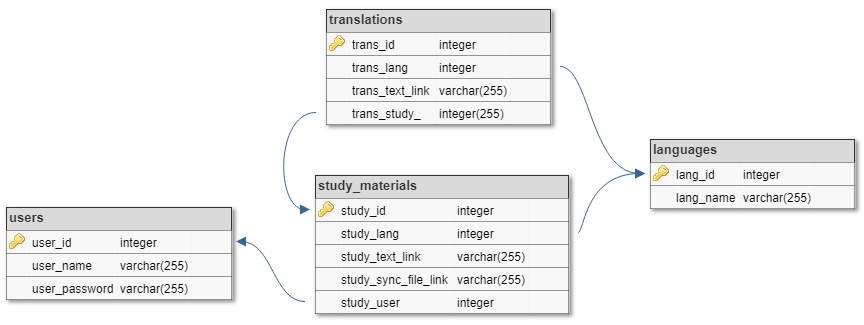 translations
trans_id integer
trans_lang integer
trans_text_link varchar(255)
trans_study_ integer(255)
languages
lang_id integer
lang_name varchar(255)
study_materials
study_id integer
study_lang integer
study_text_link varchar(255)
study_sync_file_link varchar(255)
study_user integer
users
user_id integer
user_name varchar(255)
user_password varchar(255)